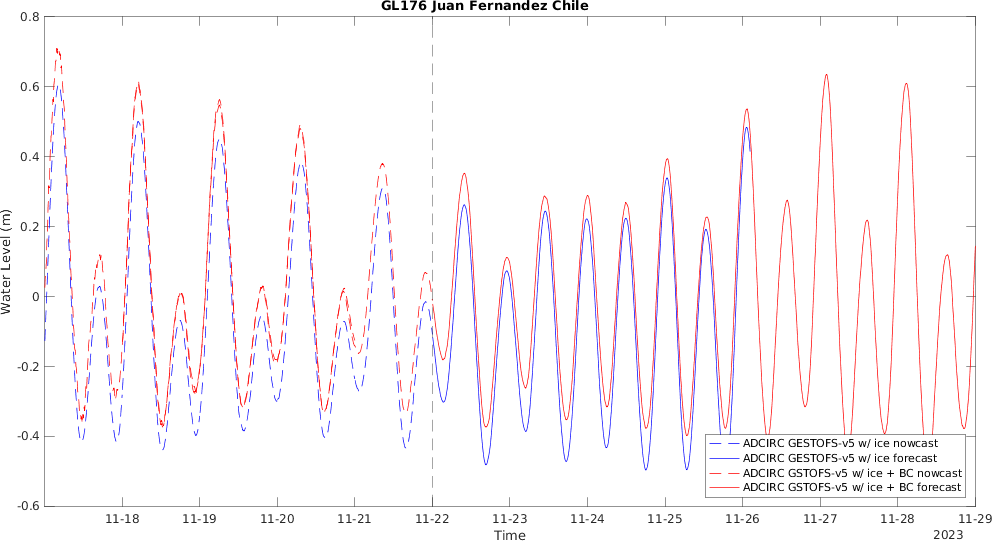 GL176 Juan Fernandez Chile
0.8
0.6
0.4
0.2
0
-0.2
-0.4
-0.6
Water Level (m)
ADCIRC GESTOFS-v5 w/ ice nowcast
ADCIRC GESTOFS-v5 w/ ice forecast
ADCIRC GSTOFS-v5 w/ ice + BC nowcast
ADCIRC GSTOFS-v5 w/ ice + BC forecast
11-18 11-19 11-20 11-21 11-22 11-23 11-24 11-25 11-26 11-27 11-28 11-29
Time
2023